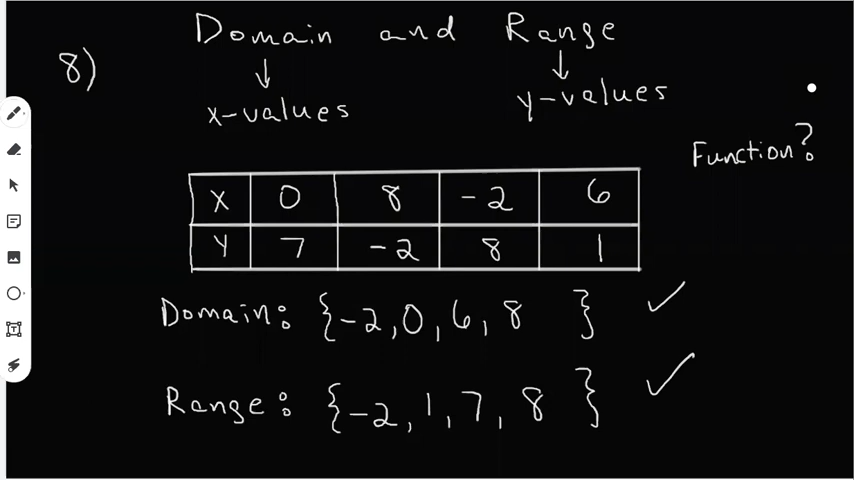 Domain and Range
8)
x-values
y-values
Function?
X 0 8 -2 6
Y 7 -2 8 1
Domain: {-2, 0, 6, 8 }
Range: {-2, 1, 7, 8 }